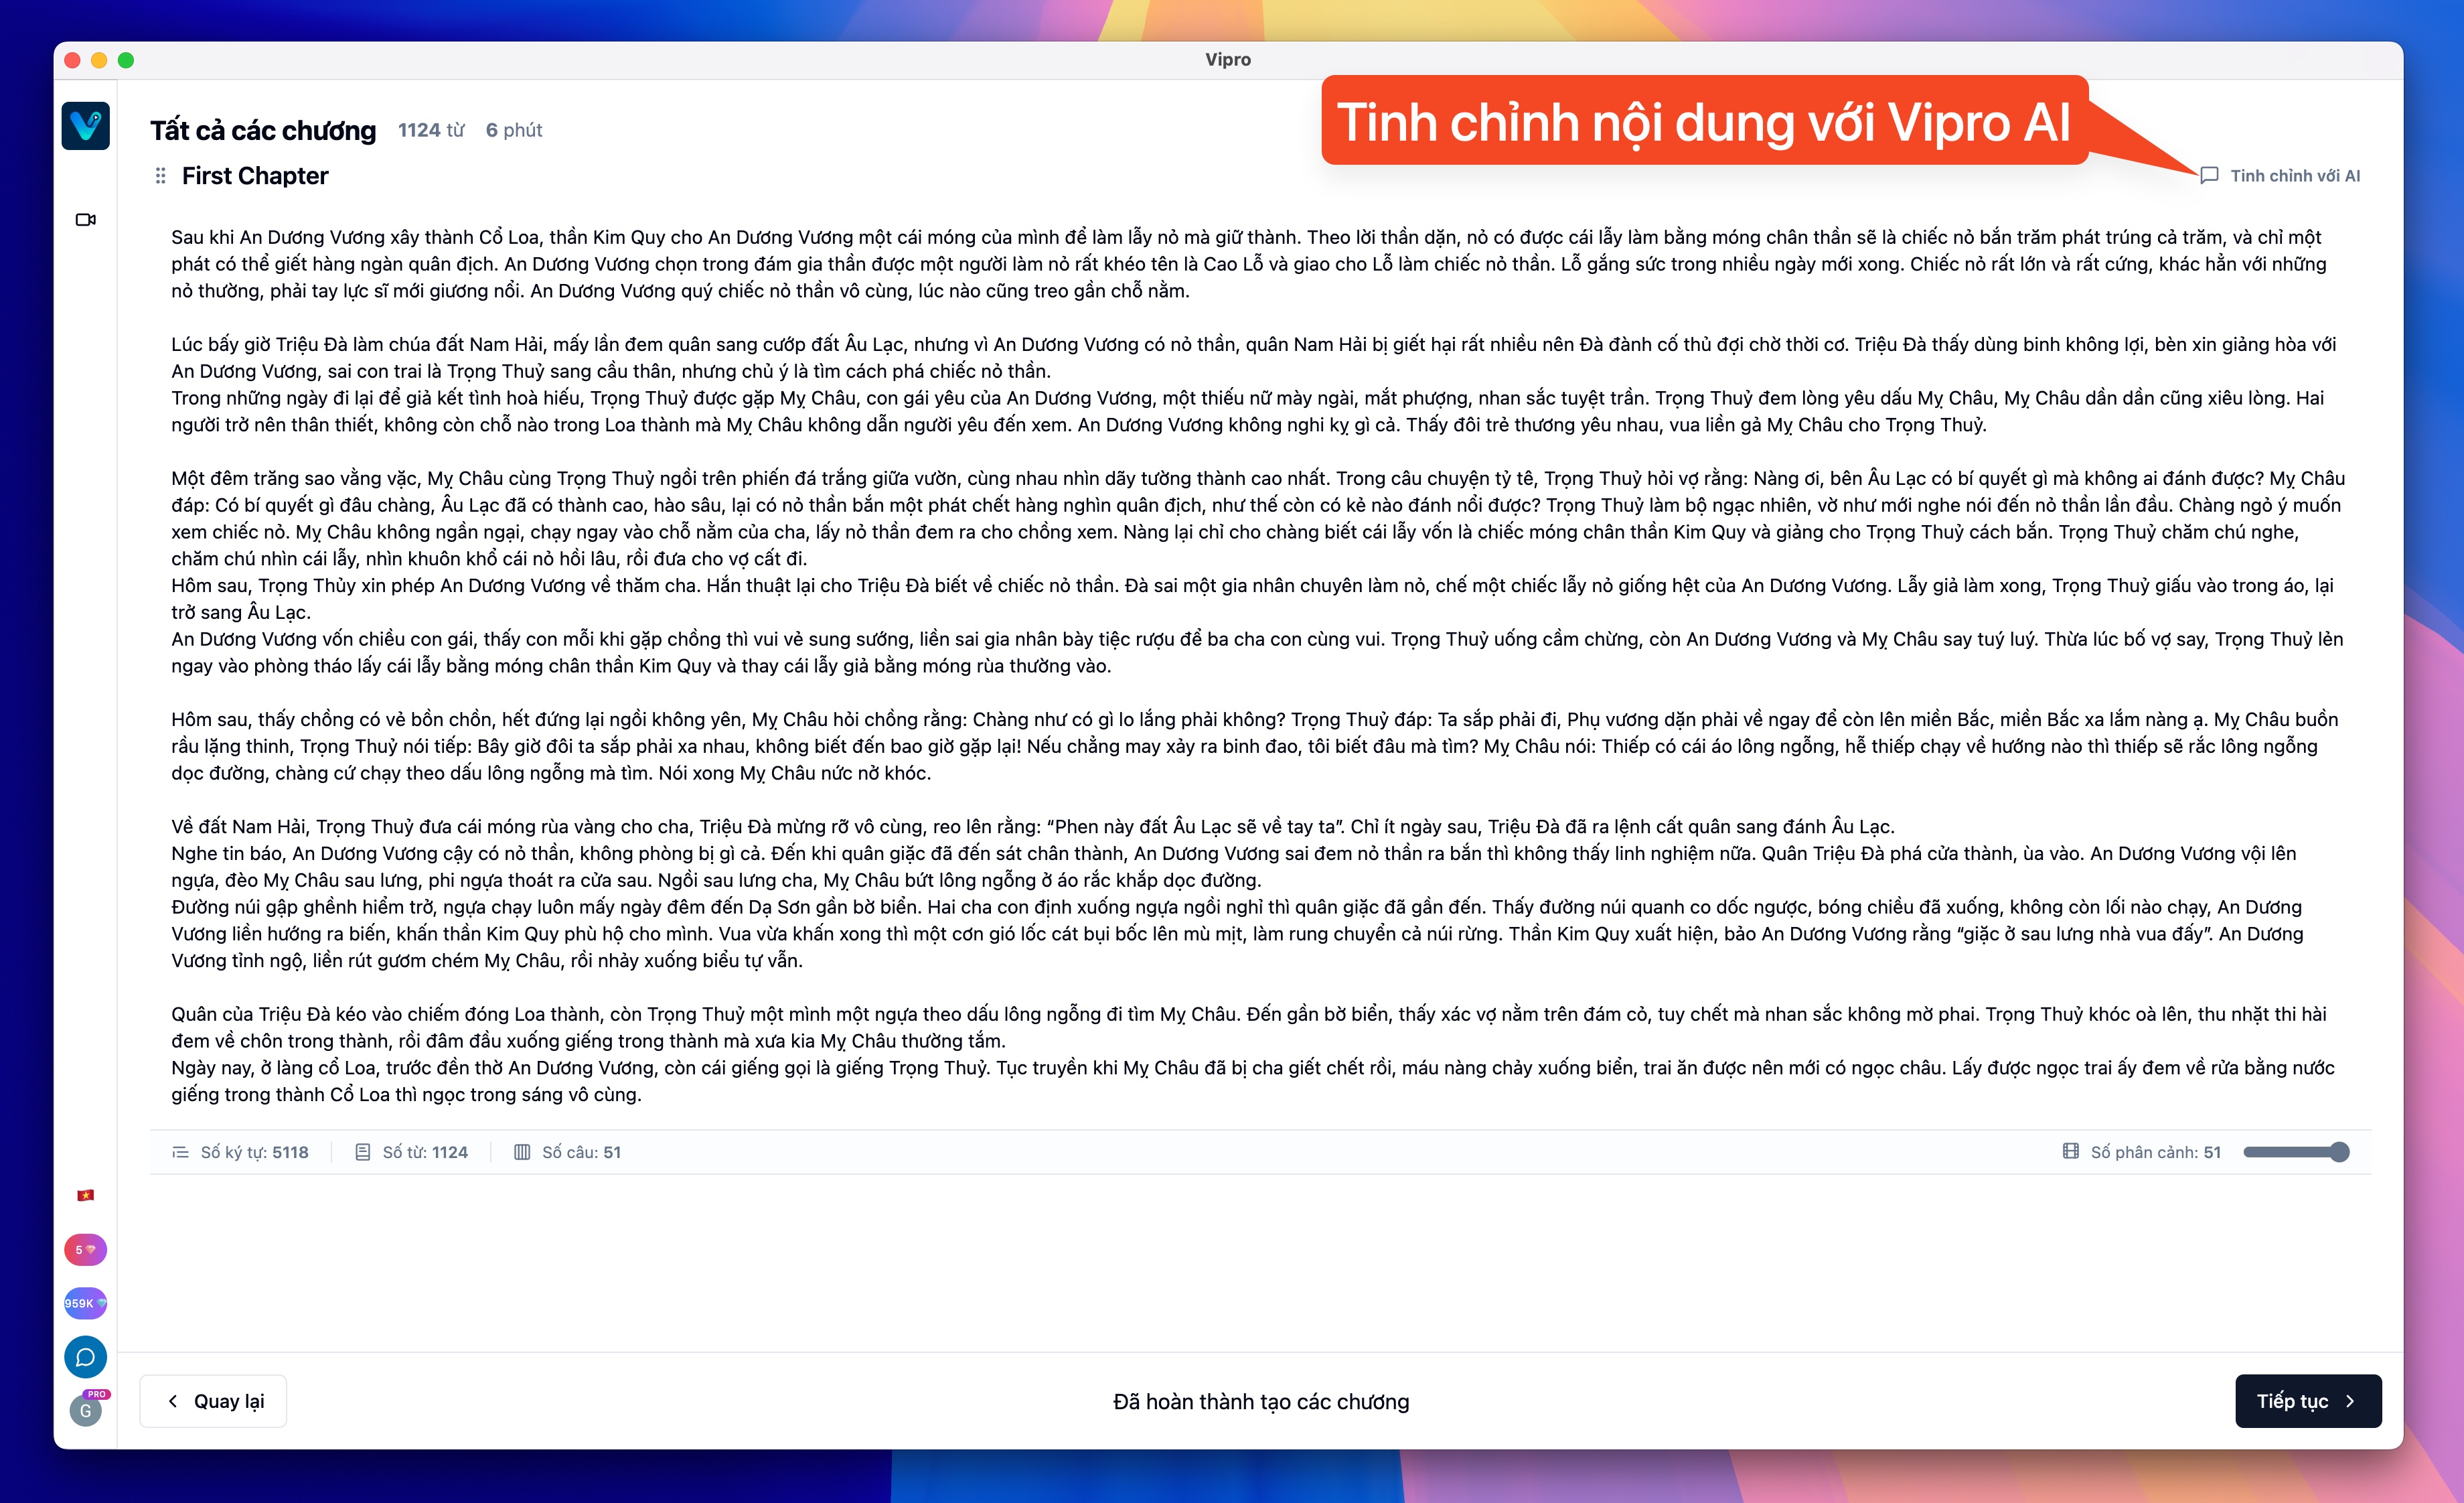 Vipro
Tinh chỉnh nội dung với Vipro AI
Tất cả các chương 1124 từ 6 phút
First Chapter
Tinh chỉnh với AI
Sau khi An Dương Vương xây thành Cổ Loa, thần Kim Quy cho An Dương Vương một cái móng của mình để làm lẫy nỏ mà giữ thành. Theo lời thần dặn, nỏ có được cái lẫy làm bằng móng chân thần sẽ là chiếc nỏ bắn trăm phát trúng cả trăm, và chỉ một
phát có thể giết hàng ngàn quân địch. An Dương Vương chọn trong đám gia thần được một người làm nỏ rất khéo tên là Cao Lỗ và giao cho Lỗ làm chiếc nỏ thần. Lỗ gắng sức trong nhiều ngày mới xong. Chiếc nỏ rất lớn và rất cứng, khác hẳn với những
nỏ thường, phải tay lực sĩ mới giương nổi. An Dương Vương quý chiếc nỏ thần vô cùng, lúc nào cũng treo gần chỗ nằm.
Lúc bấy giờ Triệu Đà làm chúa đất Nam Hải, mấy lần đem quân sang cướp đất Âu Lạc, nhưng vì An Dương Vương có nỏ thần, quân Nam Hải bị giết hại rất nhiều nên Đà đành cố thủ đợi chờ thời cơ. Triệu Đà thấy dùng binh không lợi, bèn xin giảng hòa với
An Dương Vương, sai con trai là Trọng Thuỷ sang cầu thân, nhưng chủ ý là tìm cách phá chiếc nỏ thần.
Trong những ngày đi lại để giả kết tình hoà hiếu, Trọng Thuỷ được gặp Mỵ Châu, con gái yêu của An Dương Vương, một thiếu nữ mày ngài, mắt phượng, nhan sắc tuyệt trần. Trọng Thuỷ đem lòng yêu dấu Mỵ Châu, Mỵ Châu dần dần cũng xiêu lòng. Hai
người trở nên thân thiết, không còn chỗ nào trong Loa thành mà Mỵ Châu không dẫn người yêu đến xem. An Dương Vương không nghi kỵ gì cả. Thấy đôi trẻ thương yêu nhau, vua liền gả Mỵ Châu cho Trọng Thuỷ.
Một đêm trăng sao vằng vặc, Mỵ Châu cùng Trọng Thuỷ ngồi trên phiến đá trắng giữa vườn, cùng nhau nhìn dãy tường thành cao nhất. Trong câu chuyện tỷ tê, Trọng Thuỷ hỏi vợ rằng: Nàng ơi, bên Âu Lạc có bí quyết gì mà không ai đánh được? Mỵ Châu
đáp: Có bí quyết gì đâu chàng, Âu Lạc đã có thành cao, hào sâu, lại có nỏ thần bắn một phát chết hàng nghìn quân địch, như thế còn có kẻ nào đánh nổi được? Trọng Thuỷ làm bộ ngạc nhiên, vờ như mới nghe nói đến nỏ thần lần đầu. Chàng ngỏ ý muốn
xem chiếc nỏ. Mỵ Châu không ngần ngại, chạy ngay vào chỗ nằm của cha, lấy nỏ thần đem ra cho chồng xem. Nàng lại chỉ cho chàng biết cái lẫy vốn là chiếc móng chân thần Kim Quy và giảng cho Trọng Thuỷ cách bắn. Trọng Thuỷ chăm chú nghe,
chăm chú nhìn cái lẫy, nhìn khuôn khổ cái nỏ hồi lâu, rồi đưa cho vợ cất đi.
Hôm sau, Trọng Thủy xin phép An Dương Vương về thăm cha. Hắn thuật lại cho Triệu Đà biết về chiếc nỏ thần. Đà sai một gia nhân chuyên làm nỏ, chế một chiếc lẫy nỏ giống hệt của An Dương Vương. Lẫy giả làm xong, Trọng Thuỷ giấu vào trong áo, lại
trở sang Âu Lạc.
An Dương Vương vốn chiều con gái, thấy con mỗi khi gặp chồng thì vui vẻ sung sướng, liền sai gia nhân bày tiệc rượu để ba cha con cùng vui. Trọng Thuỷ uống cầm chừng, còn An Dương Vương và Mỵ Châu say tuý luý. Thừa lúc bố vợ say, Trọng Thuỷ lẻn
ngay vào phòng tháo lấy cái lẫy bằng móng chân thần Kim Quy và thay cái lẫy giả bằng móng rùa thường vào.
Hôm sau, thấy chồng có vẻ bồn chồn, hết đứng lại ngồi không yên, Mỵ Châu hỏi chồng rằng: Chàng như có gì lo lắng phải không? Trọng Thuỷ đáp: Ta sắp phải đi, Phụ vương dặn phải về ngay để còn lên miền Bắc, miền Bắc xa lắm nàng ạ. Mỵ Châu buồn
rầu lặng thinh, Trọng Thuỷ nói tiếp: Bây giờ đôi ta sắp phải xa nhau, không biết đến bao giờ gặp lại! Nếu chẳng may xảy ra binh đao, tôi biết đâu mà tìm? Mỵ Châu nói: Thiếp có cái áo lông ngỗng, hễ thiếp chạy về hướng nào thì thiếp sẽ rắc lông ngỗng
dọc đường, chàng cứ chạy theo dấu lông ngỗng mà tìm. Nói xong Mỵ Châu nức nở khóc.
Về đất Nam Hải, Trọng Thuỷ đưa cái móng rùa vàng cho cha, Triệu Đà mừng rỡ vô cùng, reo lên rằng: “Phen này đất Âu Lạc sẽ về tay ta”. Chỉ ít ngày sau, Triệu Đà đã ra lệnh cất quân sang đánh Âu Lạc.
Nghe tin báo, An Dương Vương cậy có nỏ thần, không phòng bị gì cả. Đến khi quân giặc đã đến sát chân thành, An Dương Vương sai đem nỏ thần ra bắn thì không thấy linh nghiệm nữa. Quân Triệu Đà phá cửa thành, ùa vào. An Dương Vương vội lên
ngựa, đèo Mỵ Châu sau lưng, phi ngựa thoát ra cửa sau. Ngồi sau lưng cha, Mỵ Châu bứt lông ngỗng ở áo rắc khắp dọc đường.
Đường núi gập ghềnh hiểm trở, ngựa chạy luôn mấy ngày đêm đến Dạ Sơn gần bờ biển. Hai cha con định xuống ngựa ngồi nghỉ thì quân giặc đã gần đến. Thấy đường núi quanh co dốc ngược, bóng chiều đã xuống, không còn lối nào chạy, An Dương
Vương liền hướng ra biến, khấn thần Kim Quy phù hộ cho mình. Vua vừa khấn xong thì một cơn gió lốc cát bụi bốc lên mù mịt, làm rung chuyển cả núi rừng. Thần Kim Quy xuất hiện, bảo An Dương Vương rằng “giặc ở sau lưng nhà vua đấy”. An Dương
Vương tỉnh ngộ, liền rút gươm chém Mỵ Châu, rồi nhảy xuống biểu tự vẫn.
Quân của Triệu Đà kéo vào chiếm đóng Loa thành, còn Trọng Thuỷ một mình một ngựa theo dấu lông ngỗng đi tìm Mỵ Châu. Đến gần bờ biển, thấy xác vợ nằm trên đám cỏ, tuy chết mà nhan sắc không mờ phai. Trọng Thuỷ khóc oà lên, thu nhặt thi hài
đem về chôn trong thành, rồi đâm đầu xuống giếng trong thành mà xưa kia Mỵ Châu thường tắm.
Ngày nay, ở làng cổ Loa, trước đền thờ An Dương Vương, còn cái giếng gọi là giếng Trọng Thuỷ. Tục truyền khi Mỵ Châu đã bị cha giết chết rồi, máu nàng chảy xuống biển, trai ăn được nên mới có ngọc châu. Lấy được ngọc trai ấy đem về rửa bằng nước
giếng trong thành Cổ Loa thì ngọc trong sáng vô cùng.
Số ký tự: 5118 Số từ: 1124 Số câu: 51 Số phân cảnh: 51
5
959K
PRO
G
Quay lại
Đã hoàn thành tạo các chương
Tiếp tục